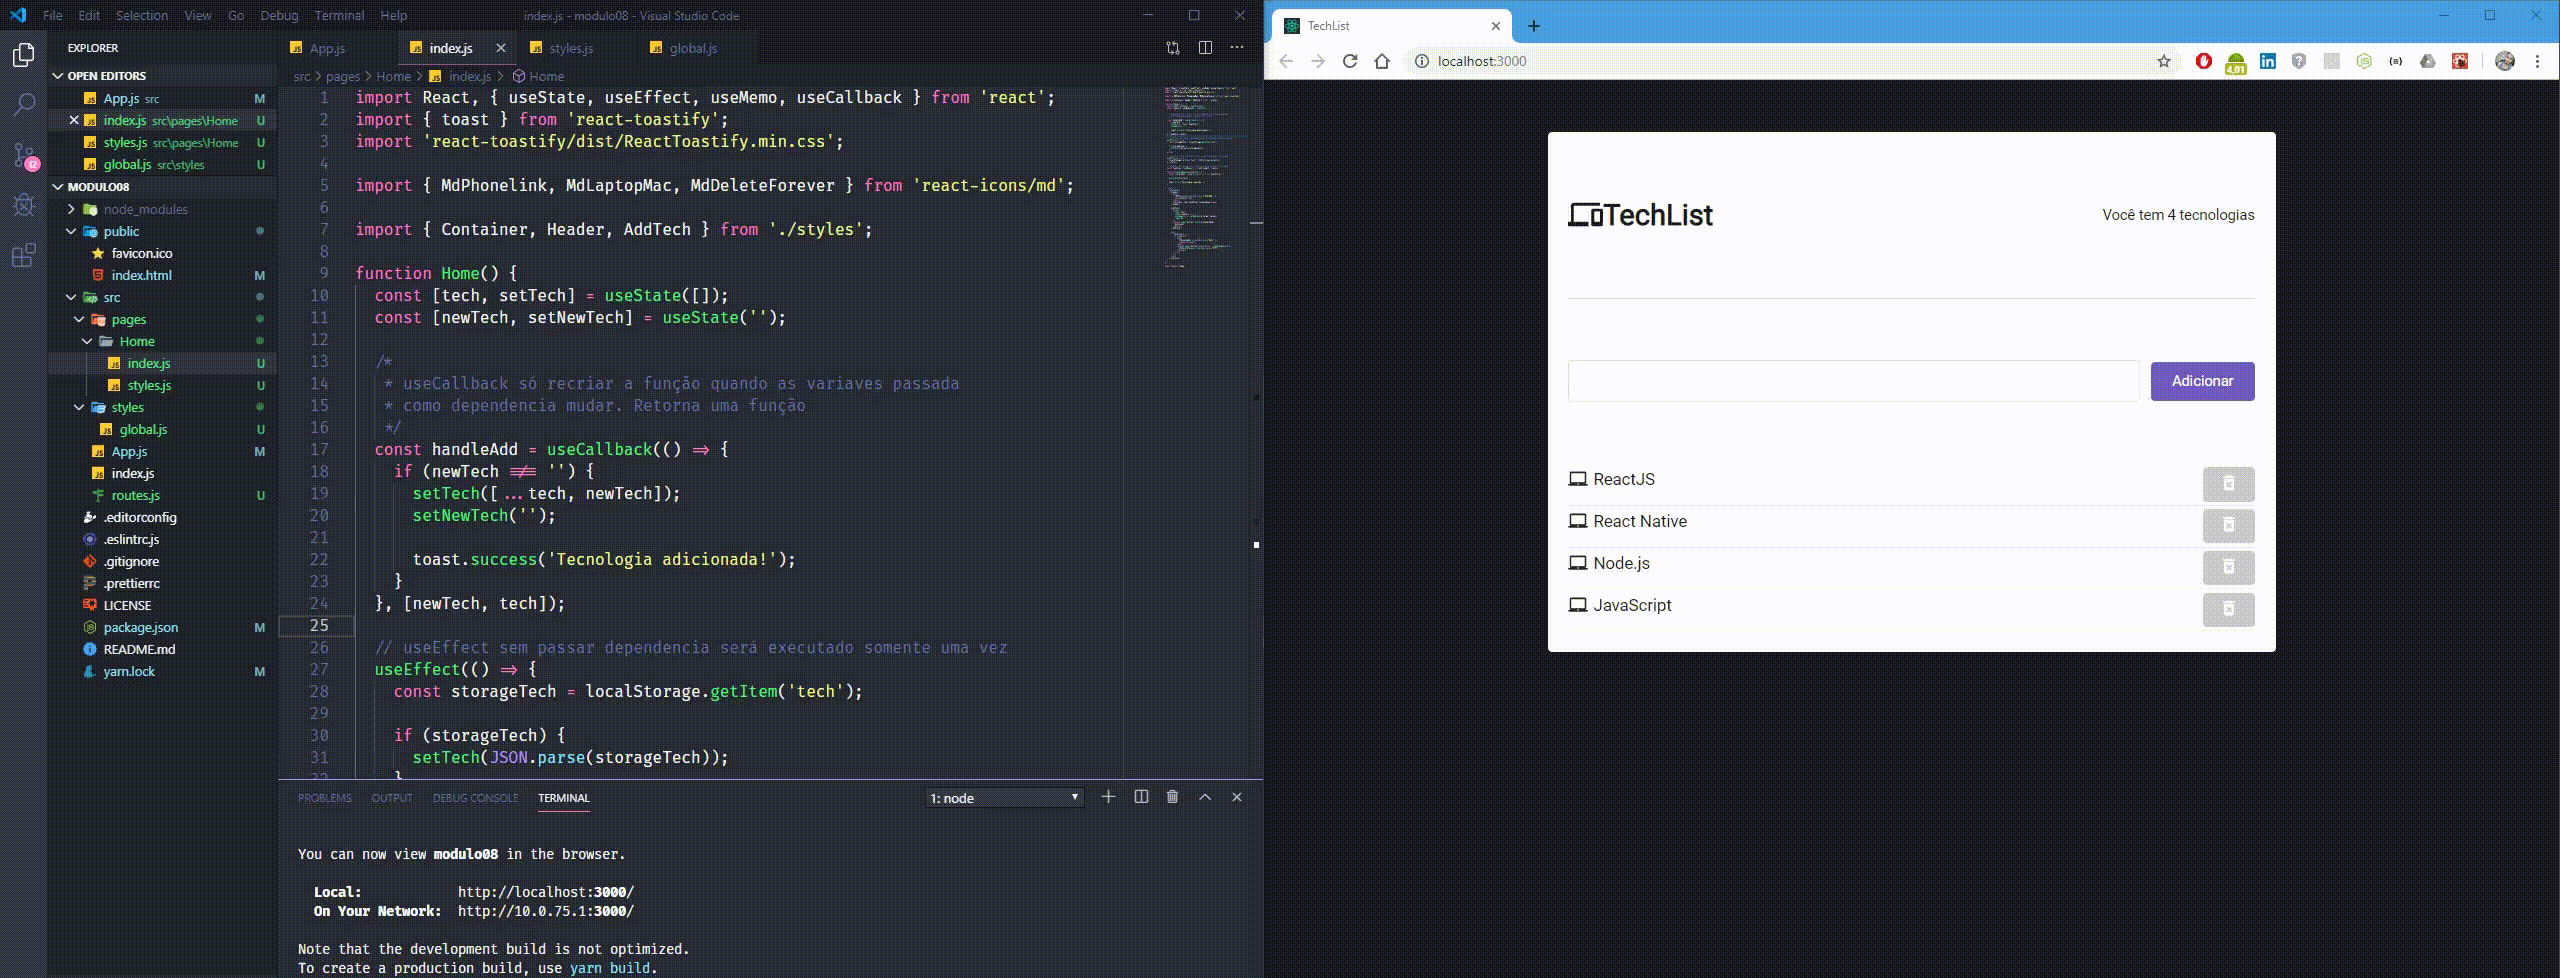 File Edit Selection View Go Debug Terminal Help
index.js - modulo08 - Visual Studio Code
EXPLORER
OPEN EDITORS
App.js src M
index.js src\pages\Home U
styles.js src\pages\Home U
global.js src\styles U
MODULO08
node_modules
public
favicon.ico
index.html M
src
pages
Home
index.js U
styles.js U
styles
global.js U
App.js M
index.js
routes.js U
.editorconfig
.eslintrc.js
.gitignore
.prettierrc
LICENSE
package.json M
README.md
yarn.lock M
12
App.js index.js styles.js global.js
src > pages > Home > index.js > Home
1 import React, { useState, useEffect, useMemo, useCallback } from 'react';
2 import { toast } from 'react-toastify';
3 import 'react-toastify/dist/ReactToastify.min.css';
4
5 import { MdPhonelink, MdLaptopMac, MdDeleteForever } from 'react-icons/md';
6
7 import { Container, Header, AddTech } from './styles';
8
9 function Home() {
10 const [tech, setTech] = useState([]);
11 const [newTech, setNewTech] = useState('');
12
13 /*
14 * useCallback só recriar a função quando as variaves passada
15 * como dependencia mudar. Retorna uma função
16 */
17 const handleAdd = useCallback(() => {
18 if (newTech !== '') {
19 setTech([...tech, newTech]);
20 setNewTech('');
21
22 toast.success('Tecnologia adicionada!');
23 }
24 }, [newTech, tech]);
25
26 // useEffect sem passar dependencia será executado somente uma vez
27 useEffect(() => {
28 const storageTech = localStorage.getItem('tech');
29
30 if (storageTech) {
31 setTech(JSON.parse(storageTech));
32 }
PROBLEMS OUTPUT DEBUG CONSOLE TERMINAL
1: node
You can now view modulo08 in the browser.
Local: http://localhost:3000/
On Your Network: http://10.0.75.1:3000/
Note that the development build is not optimized.
To create a production build, use yarn build.
TechList
localhost:3000
4,01
TechList
Você tem 4 tecnologias
Adicionar
ReactJS
React Native
Node.js
JavaScript